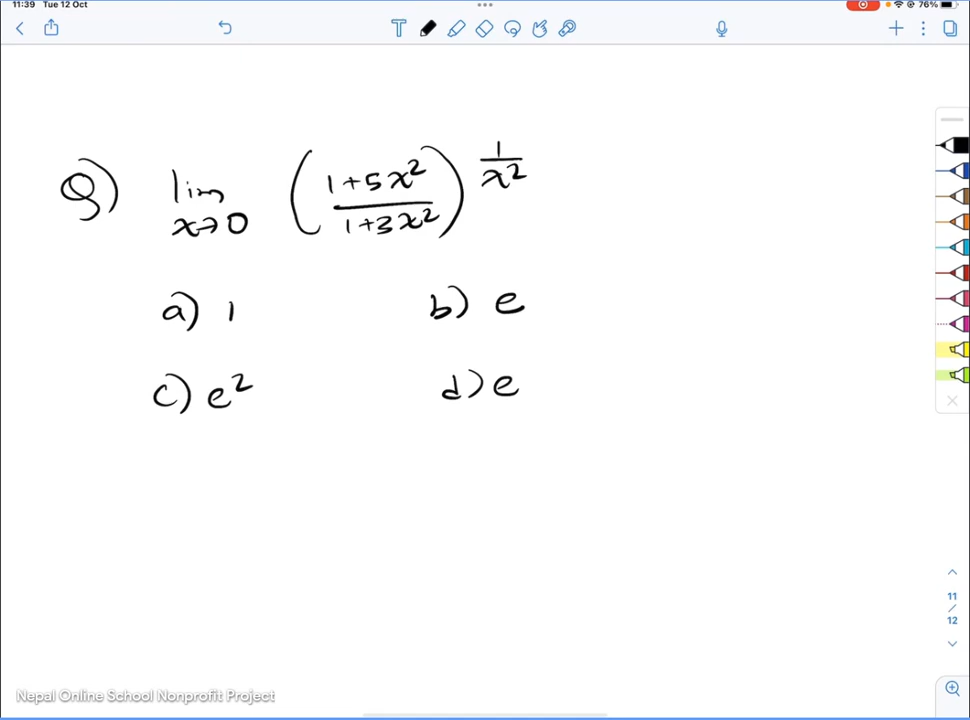 11:39 Tue 12 Oct
76%
T
Q) lim x→0 (1+5x²/1+3x²)^1/x²
a) 1 b) e
c) e² d) e
11
/
12
Nepal Online School Nonprofit Project